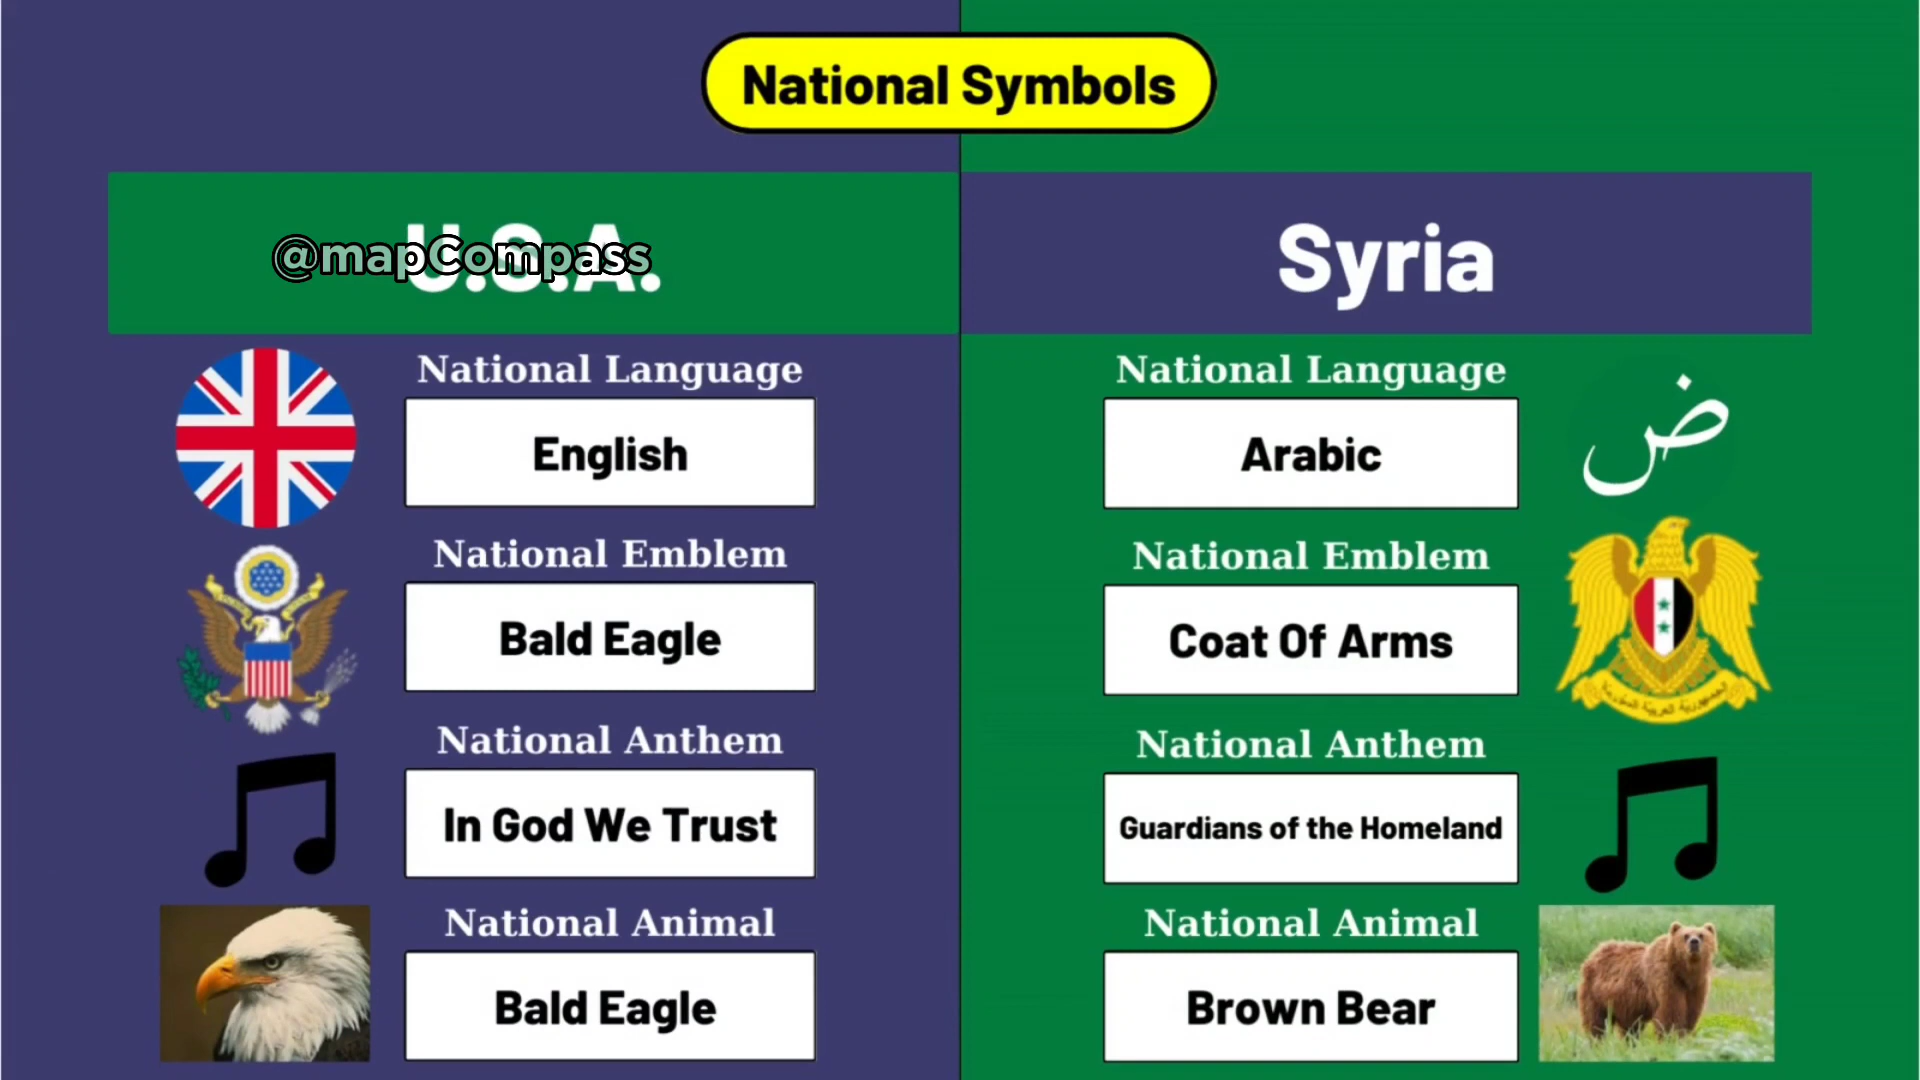 National Symbols
U.S.A.
@mapCompass
Syria
National Language
English
National Language
Arabic
ض
National Emblem
Bald Eagle
National Emblem
Coat Of Arms
National Anthem
In God We Trust
National Anthem
Guardians of the Homeland
National Animal
Bald Eagle
National Animal
Brown Bear